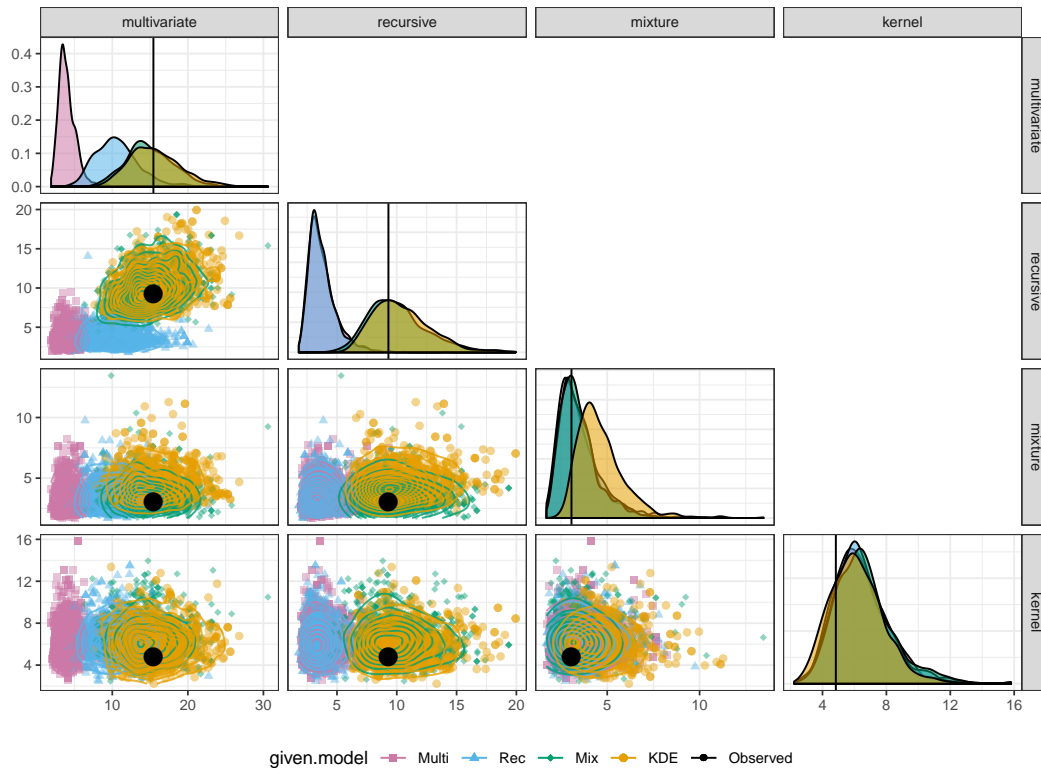 multivariate recursive mixture kernel
0.4
0.3
0.2
0.1
0.0
multivariate
20
15
10
5
recursive
10
5
mixture
16
12
8
4
kernel
10 20 30 5 10 15 20 5 10 4 8 12 16
given.model Multi Rec Mix KDE Observed